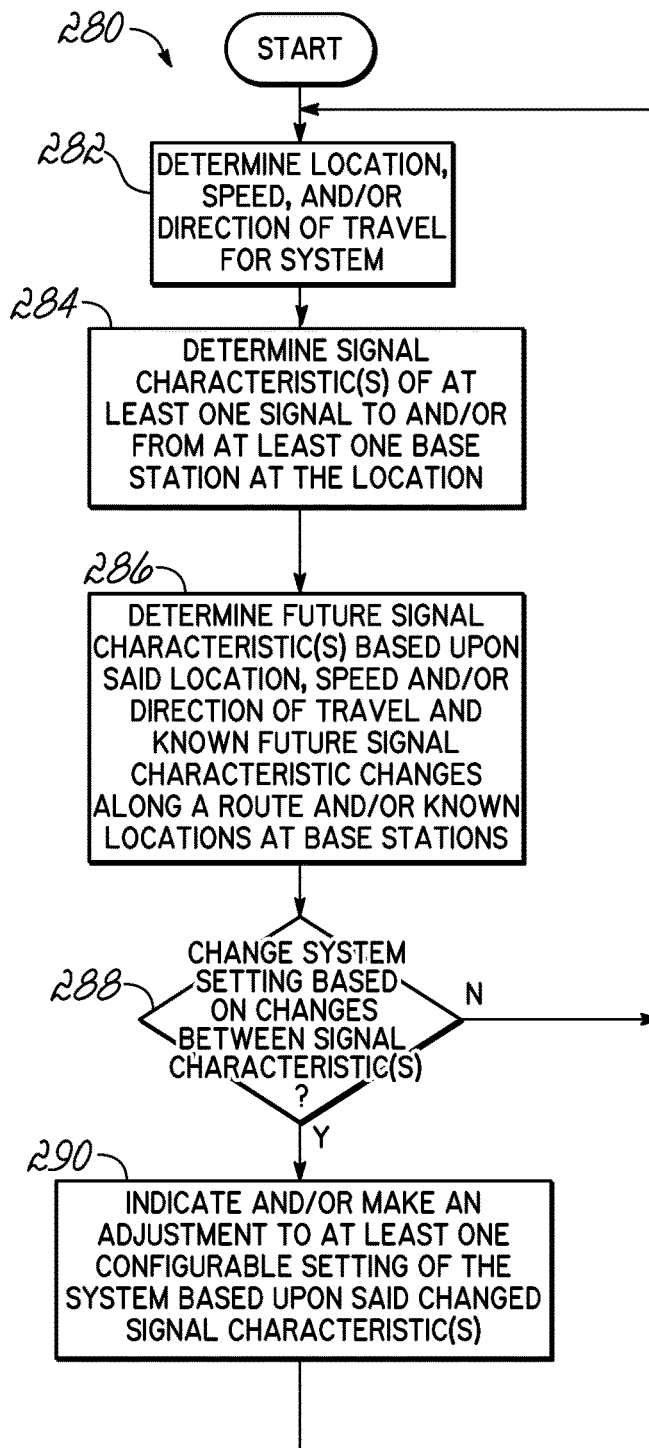 280
START
282
DETERMINE LOCATION,
SPEED, AND/OR
DIRECTION OF TRAVEL
FOR SYSTEM
284
DETERMINE SIGNAL
CHARACTERISTIC(S) OF AT
LEAST ONE SIGNAL TO AND/OR
FROM AT LEAST ONE BASE
STATION AT THE LOCATION
286
DETERMINE FUTURE SIGNAL
CHARACTERISTIC(S) BASED UPON
SAID LOCATION, SPEED AND/OR
DIRECTION OF TRAVEL AND
KNOWN FUTURE SIGNAL
CHARACTERISTIC CHANGES
ALONG A ROUTE AND/OR KNOWN
LOCATIONS AT BASE STATIONS
288
CHANGE SYSTEM
SETTING BASED
ON CHANGES
BETWEEN SIGNAL
CHARACTERISTIC(S)
?
N
Y
290
INDICATE AND/OR MAKE AN
ADJUSTMENT TO AT LEAST ONE
CONFIGURABLE SETTING OF THE
SYSTEM BASED UPON SAID CHANGED
SIGNAL CHARACTERISTIC(S)